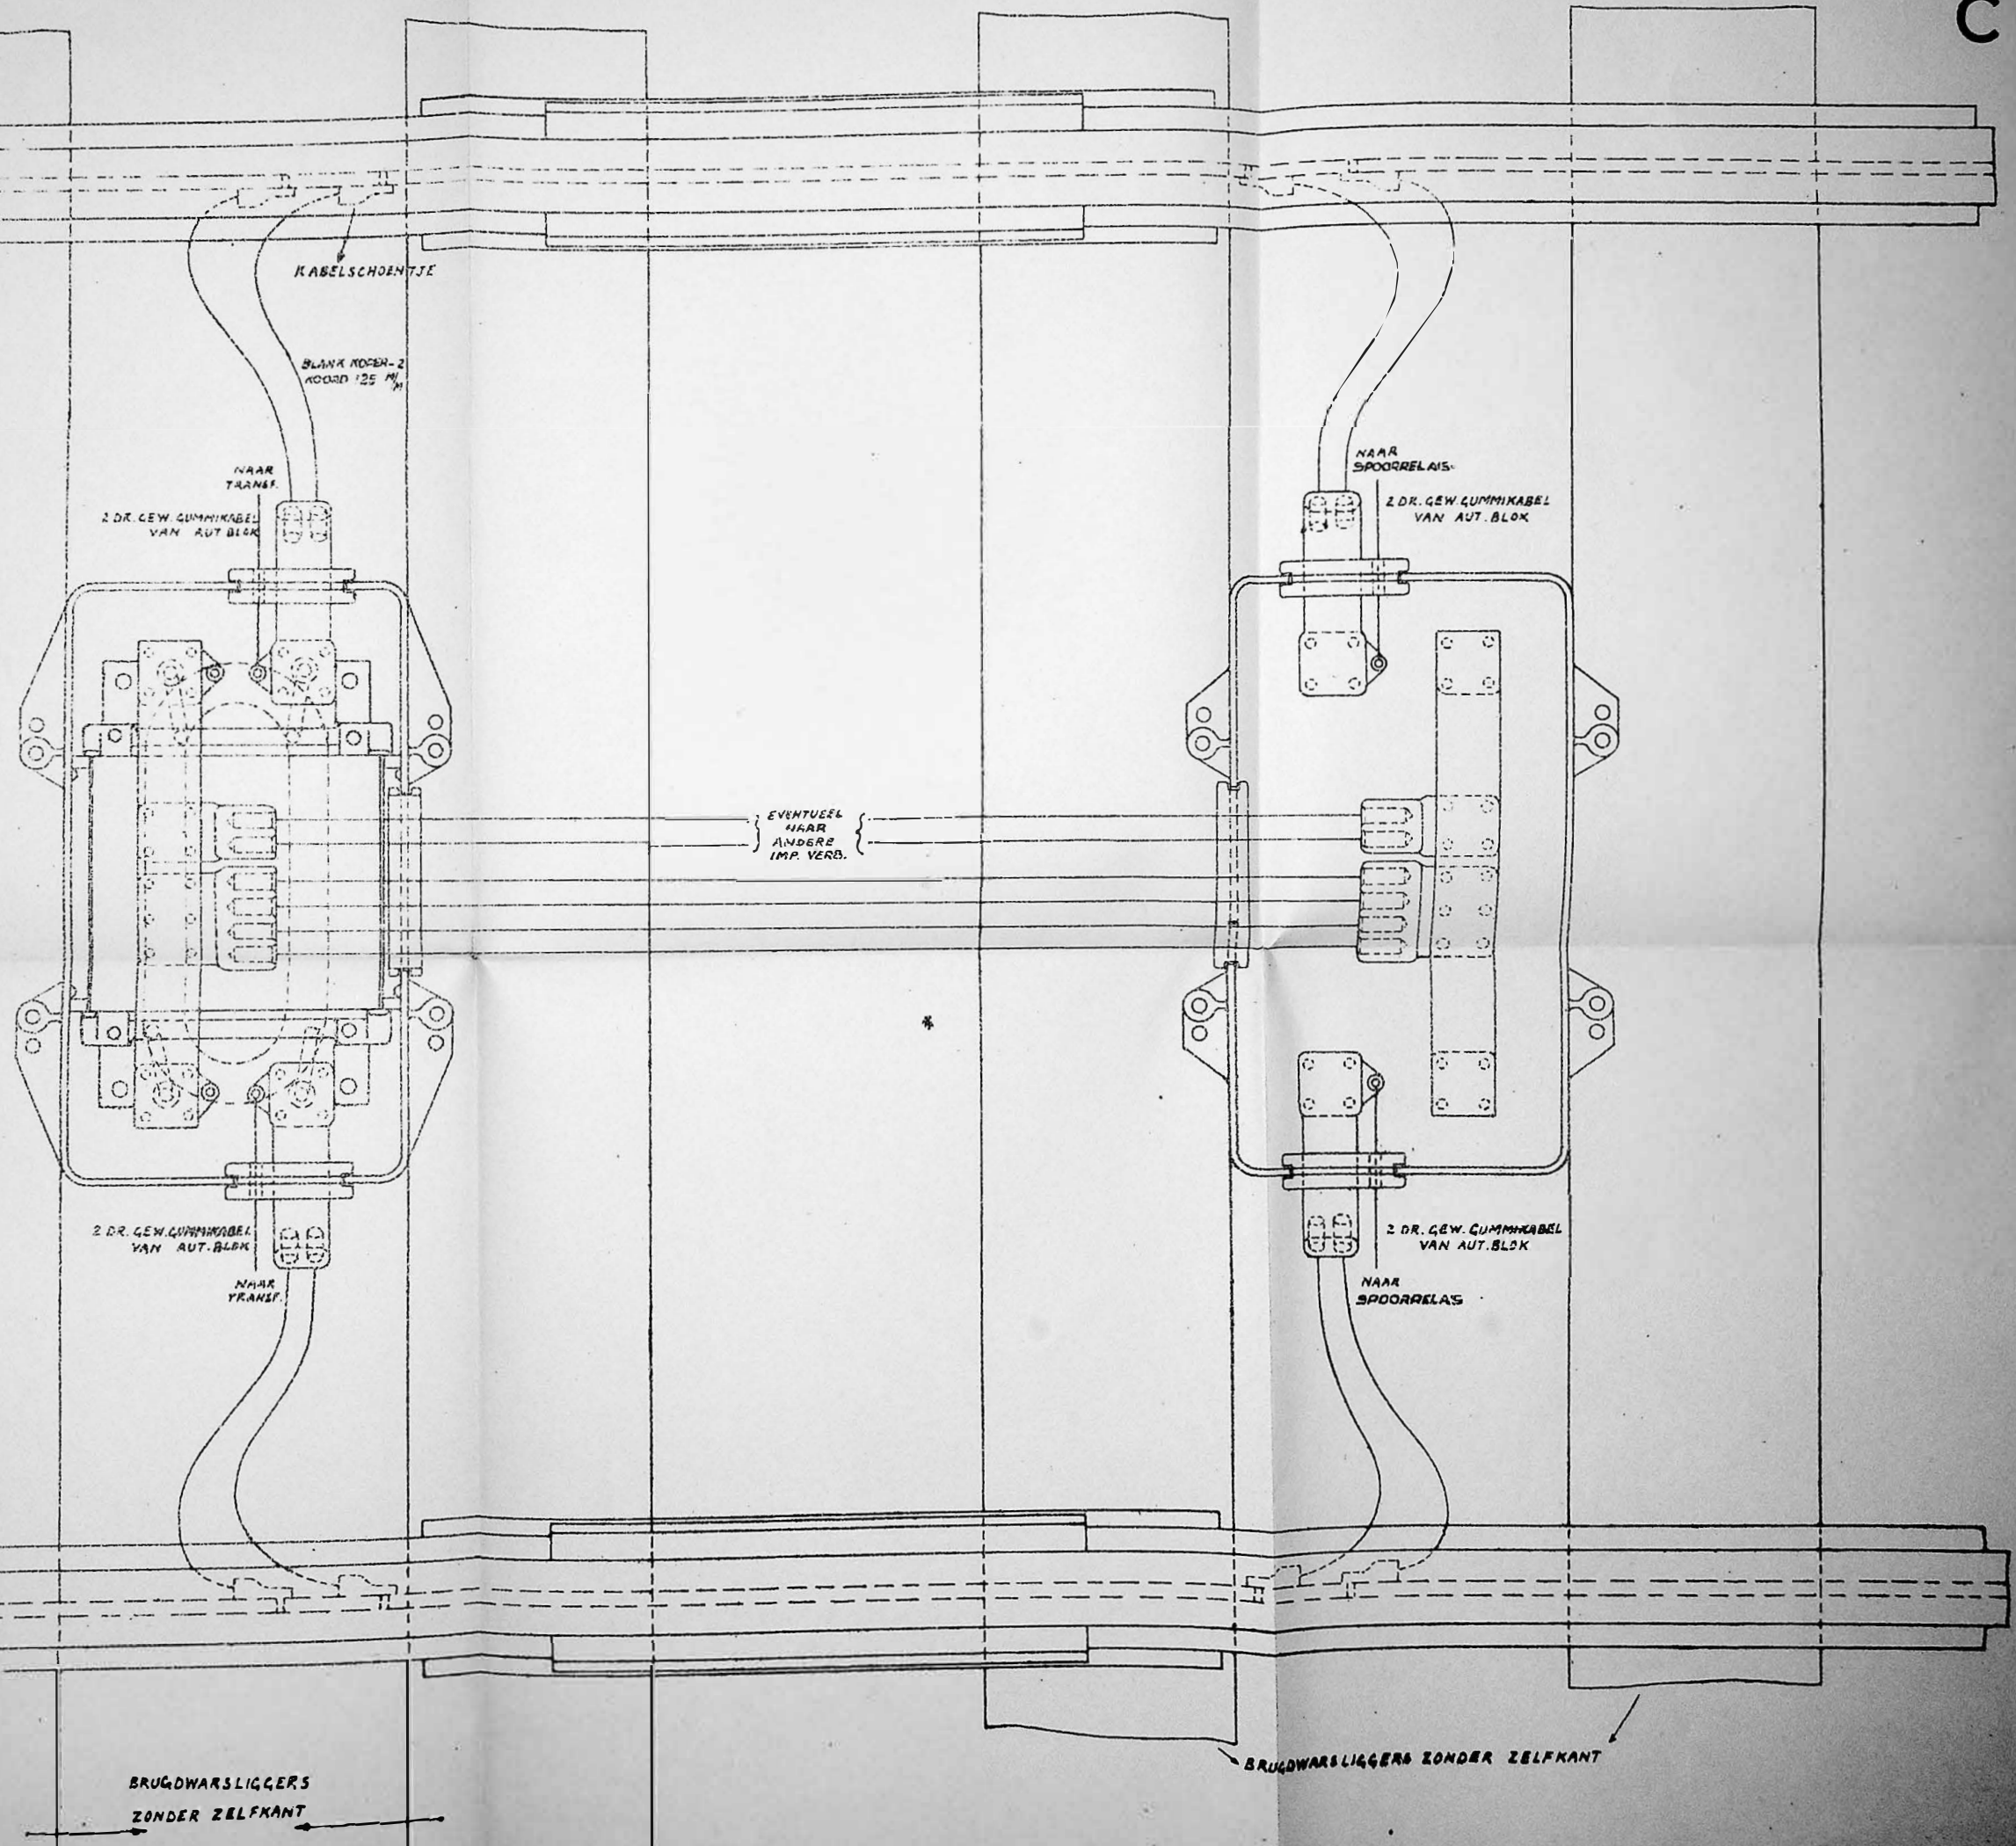 C
KABELSCHOENTJE
BLANK KOPER-2
KOORD 125 M/M
NAAR
TRANSF.
2 DR. GEW. GUMMIKABEL
VAN AUT BLOK
NAAR
SPOORRELAIS
2 DR. GEW. GUMMIKABEL
VAN AUT. BLOK
EVENTUEEL
NAAR
ANDERE
IMP. VERB.
2 DR. GEW. GUMMIKABEL
VAN AUT. BLOK
NAAR
TRANSF.
2 DR. GEW. GUMMIKABEL
VAN AUT. BLOK
NAAR
SPOORRELAS
BRUGDWARSLIGGERS ZONDER ZELFKANT
BRUGDWARSLIGGERS
ZONDER ZELFKANT